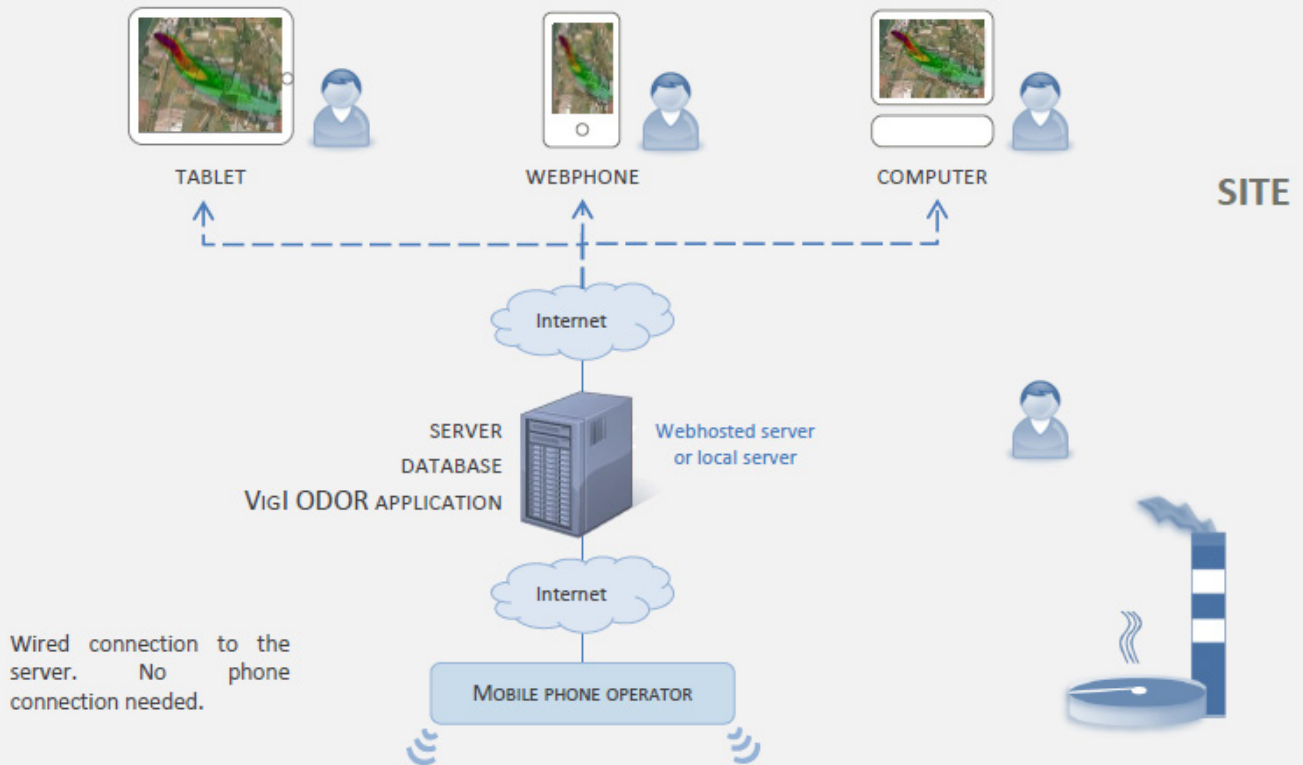 TABLET
WEBPHONE
COMPUTER
SITE
Internet
SERVER
DATABASE
VIGI ODOR APPLICATION
Webhosted server
or local server
Internet
Wired connection to the
server. No phone
connection needed.
MOBILE PHONE OPERATOR